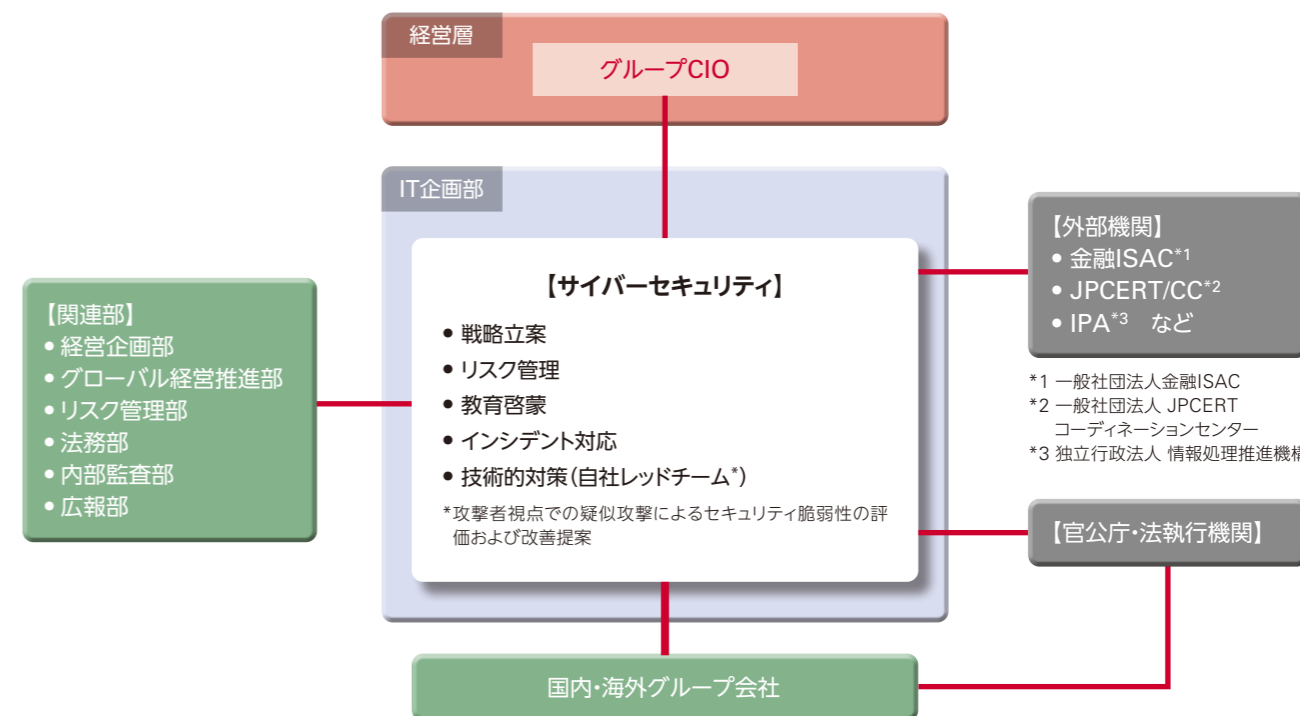 経営層
グループCIO
IT企画部
【サイバーセキュリティ】
• 戦略立案
• リスク管理
• 教育啓蒙
• インシデント対応
• 技術的対策(自社レッドチーム*)
*攻撃者視点での疑似攻撃によるセキュリティ脆弱性の評
価および改善提案
【関連部】
• 経営企画部
• グローバル経営推進部
• リスク管理部
• 法務部
• 内部監査部
• 広報部
【外部機関】
• 金融ISAC*1
• JPCERT/CC*2
• IPA*3 など
*1 一般社団法人金融ISAC
*2 一般社団法人 JPCERT
コーディネーションセンター
*3 独立行政法人 情報処理推進機構
【官公庁・法執行機関】
国内・海外グループ会社